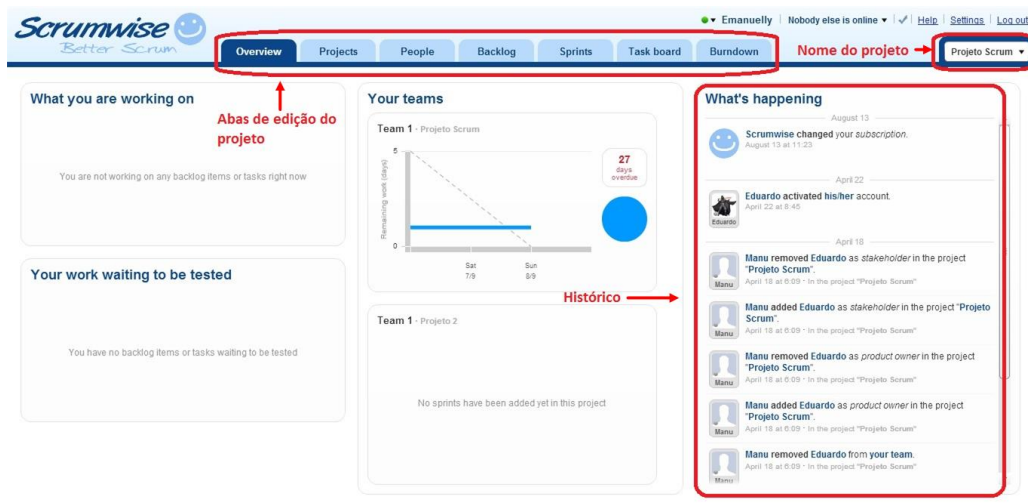 Scrumwise
Better Scrum
Emanuelly Nobody else is online Help Settings Log out
Overview Projects People Backlog Sprints Task board Burndown
Nome do projeto
Projeto Scrum
Abas de edição do
projeto
What you are working on
You are not working on any backlog items or tasks right now
Your work waiting to be tested
You have no backlog items or tasks waiting to be tested
Your teams
Team 1 · Projeto Scrum
Remaining work (days)
5
0
Sat
7/9
Sun
8/9
27
days
overdue
Histórico
Team 1 · Projeto 2
No sprints have been added yet in this project
What's happening
August 13
Scrumwise changed your subscription.
August 13 at 11:23
April 22
Eduardo
Eduardo activated his/her account.
April 22 at 8:46
April 18
Manu
Manu removed Eduardo as stakeholder in the project
"Projeto Scrum".
April 18 at 6:09 · In the project "Projeto Scrum"
Manu
Manu added Eduardo as stakeholder in the project "Projeto
Scrum".
April 18 at 6:09 · In the project "Projeto Scrum"
Manu
Manu removed Eduardo as product owner in the project
"Projeto Scrum".
April 18 at 6:09 · In the project "Projeto Scrum"
Manu
Manu added Eduardo as product owner in the project
"Projeto Scrum".
April 18 at 6:09 · In the project "Projeto Scrum"
Manu
Manu removed Eduardo from your team.
April 18 at 6:09 · In the project "Projeto Scrum"
Manu